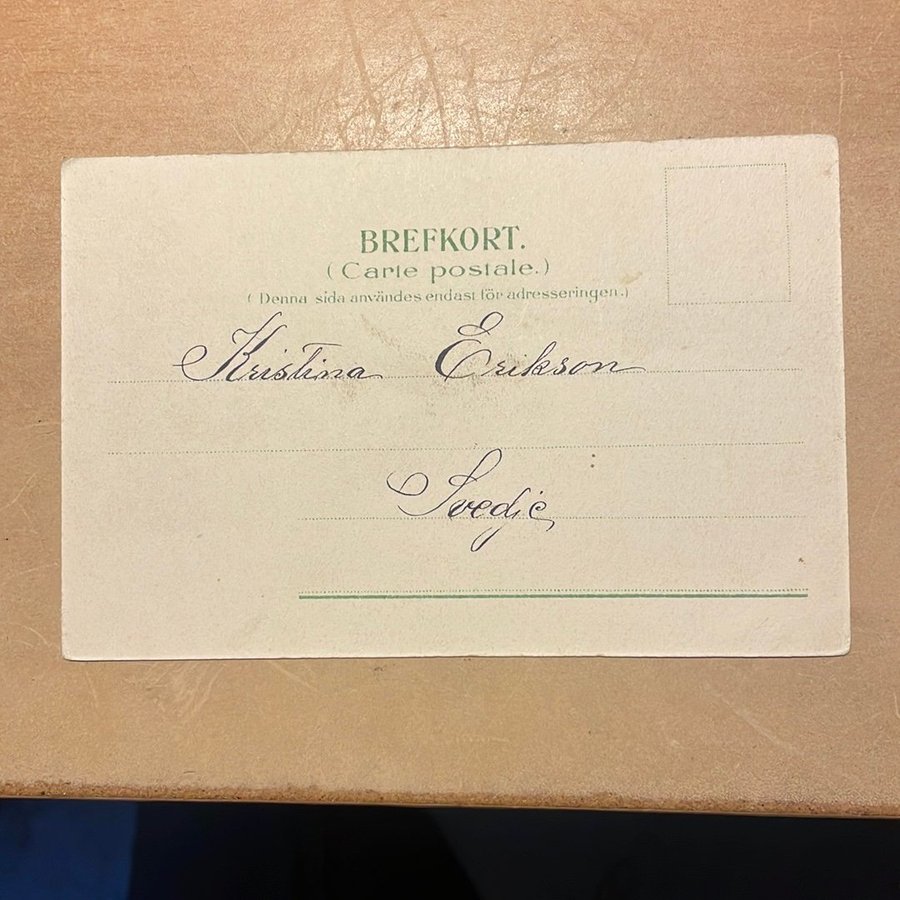 BREFKORT.
(Carte postale.)
(Denna sida användes endast för adresseringen.)
Kristina Erikson
Svedje